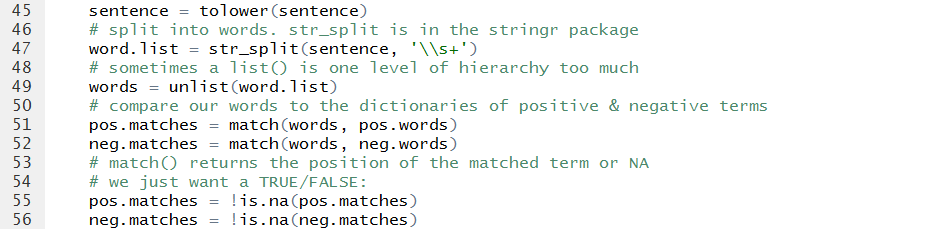 45 sentence = tolower(sentence)
46 # split into words. str_split is in the stringr package
47 word.list = str_split(sentence, '\\s+')
48 # sometimes a list() is one level of hierarchy too much
49 words = unlist(word.list)
50 # compare our words to the dictionaries of positive & negative terms
51 pos.matches = match(words, pos.words)
52 neg.matches = match(words, neg.words)
53 # match() returns the position of the matched term or NA
54 # we just want a TRUE/FALSE:
55 pos.matches = !is.na(pos.matches)
56 neg.matches = !is.na(neg.matches)